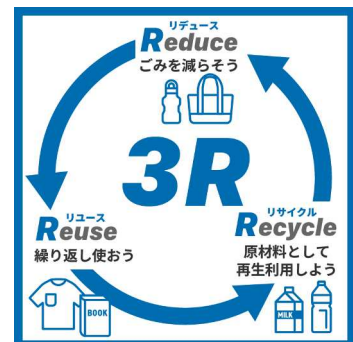 リデュース
Reduce
ごみを減らそう
3R
リユース
Reuse
繰り返し使おう
BOOK
リサイクル
Recycle
原材料として
再生利用しよう
MILK